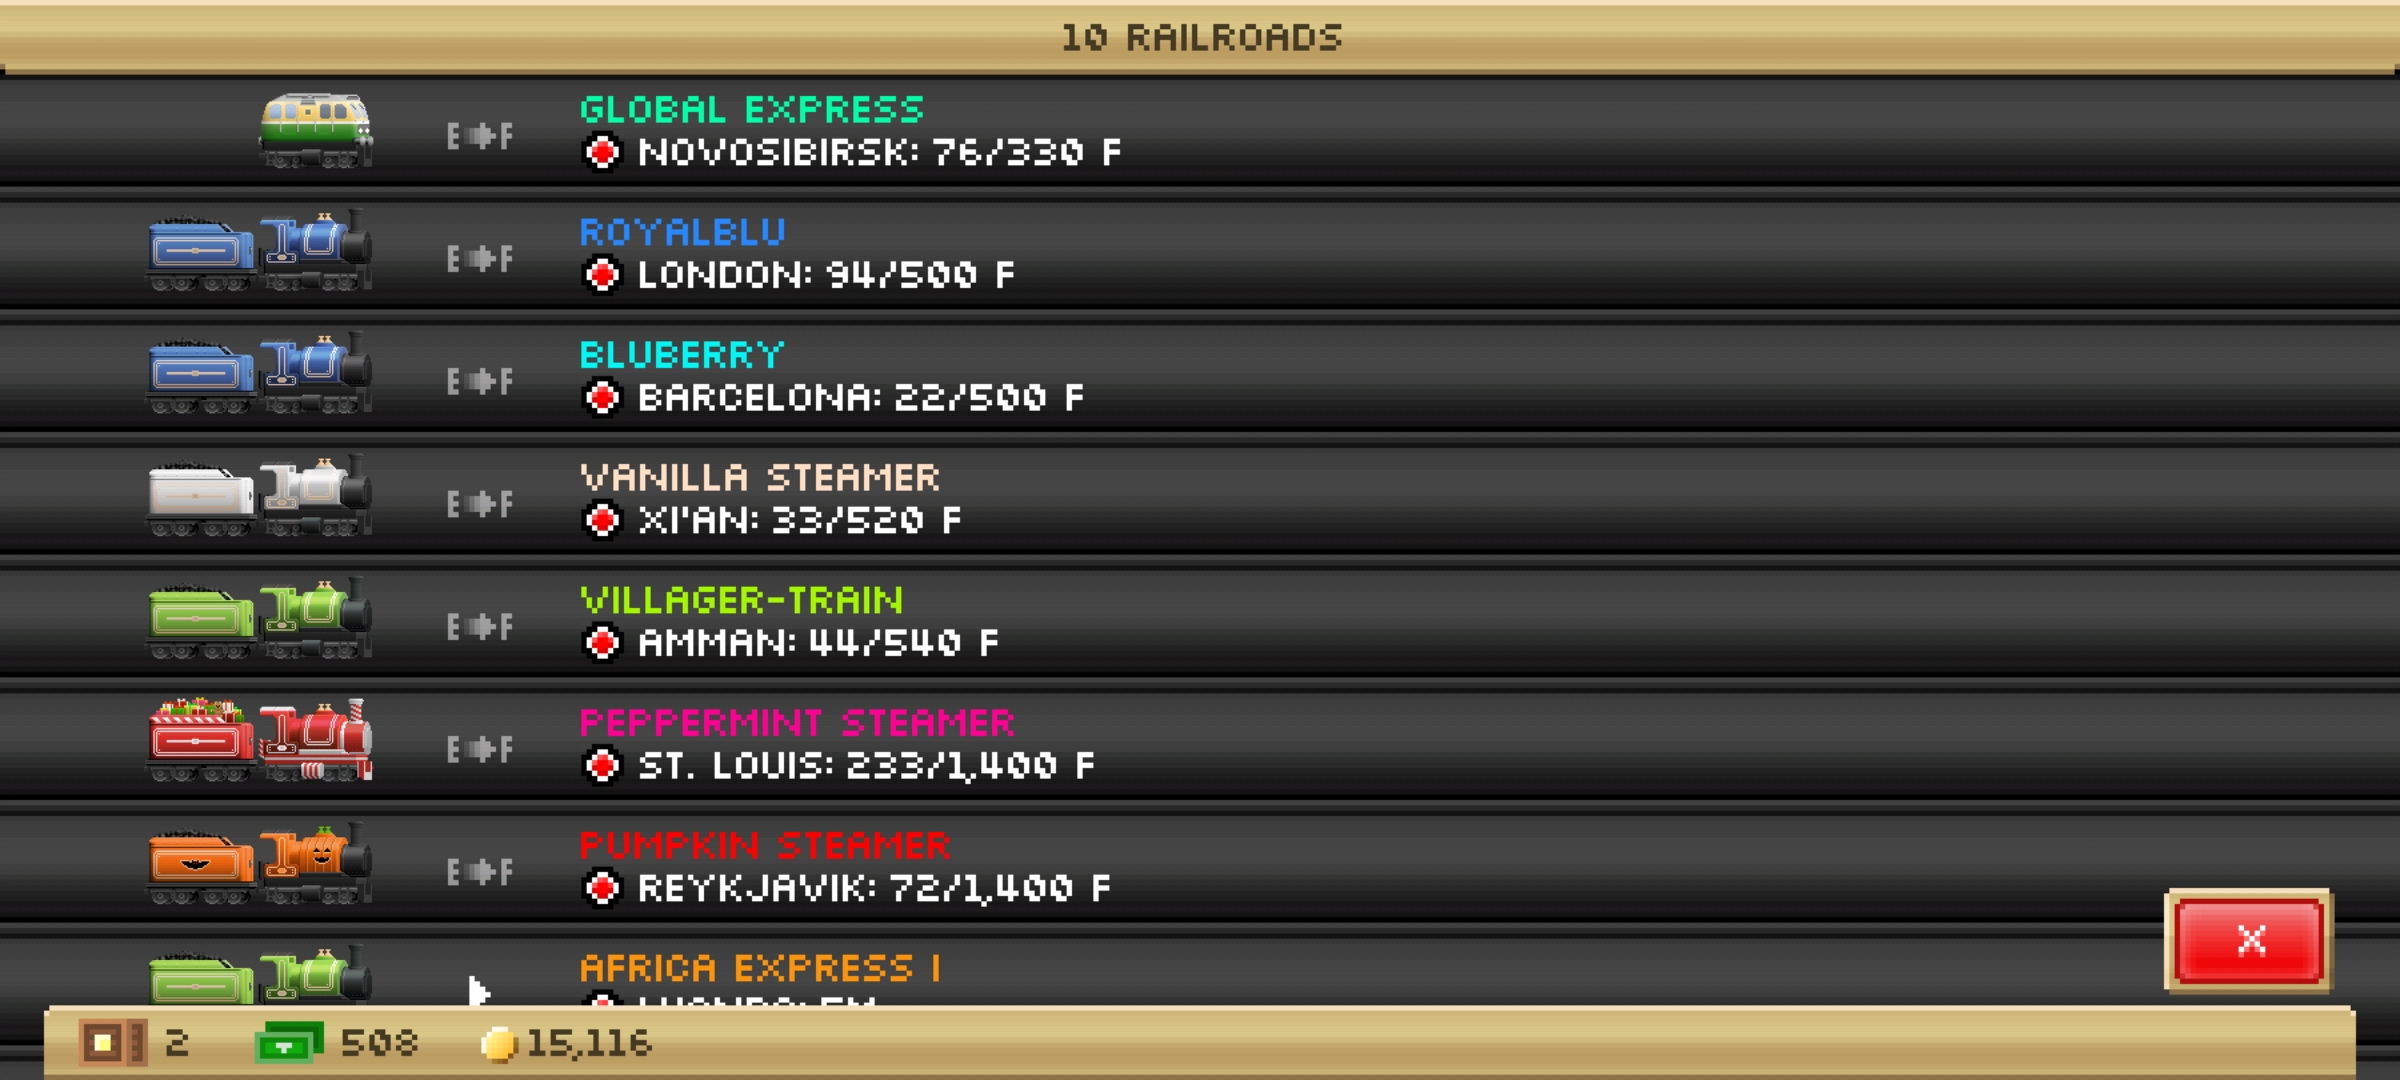 10 RAILROADS
GLOBAL EXPRESS
E F
NOVOSIBIRSK: 76/330 F
ROYALBLU
E F
LONDON: 94/500 F
BLUBERRY
E F
BARCELONA: 22/500 F
VANILLA STEAMER
E F
XI'AN: 33/520 F
VILLAGER-TRAIN
E F
AMMAN: 44/540 F
PEPPERMINT STEAMER
E F
ST. LOUIS: 233/1,400 F
PUMPKIN STEAMER
E F
REYKJAVIK: 72/1,400 F
AFRICA EXPRESS I
X
2 508 15,116